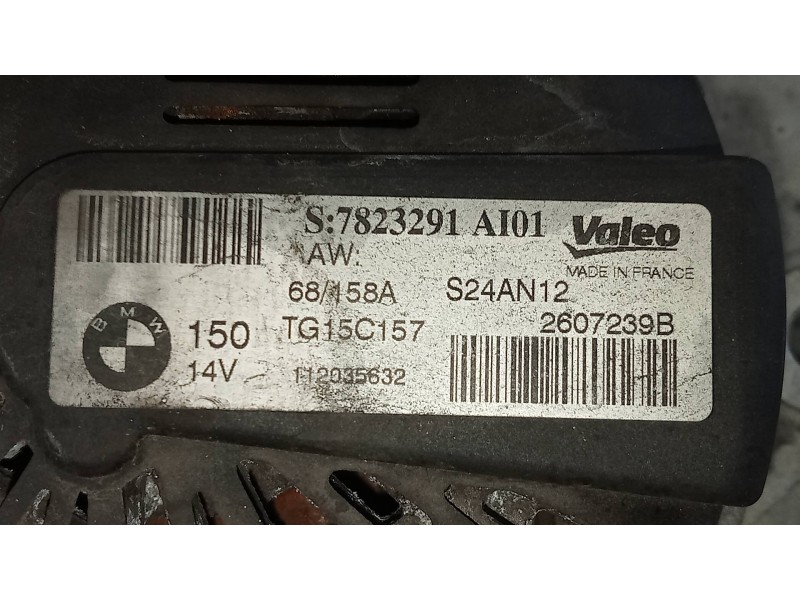 S:7823291 AI01
Valeo
AW:
MADE IN FRANCE
68/158A S24AN12
BMW
150 TG15C157 2607239B
14V 112035632